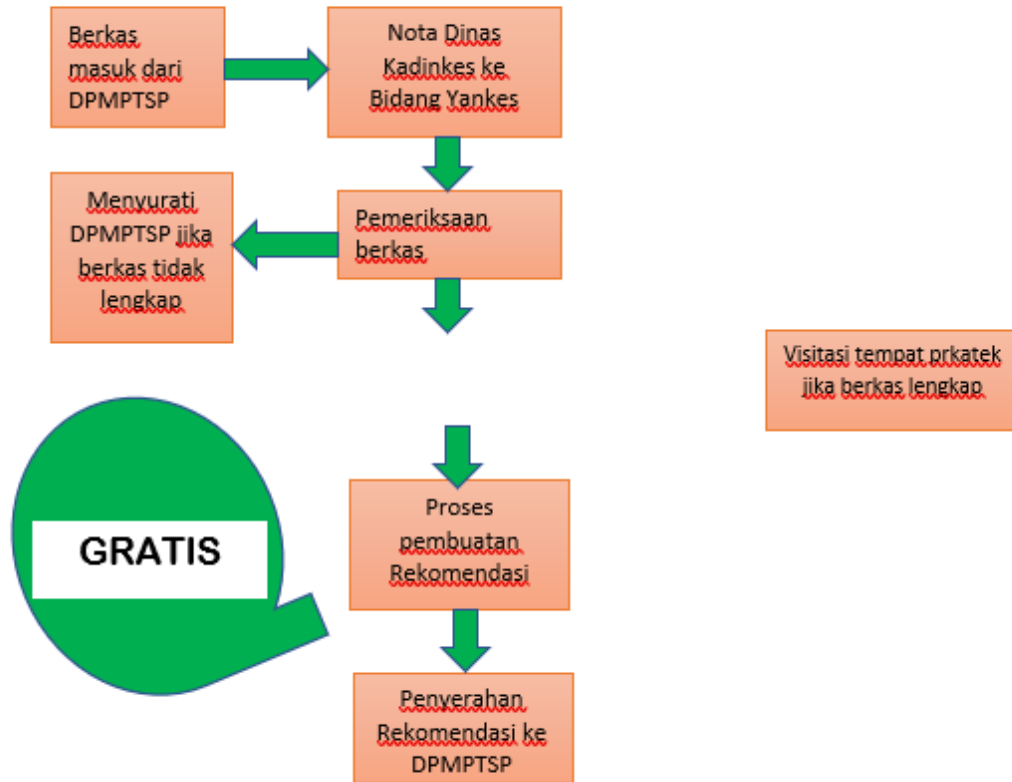 Berkas
masuk dari
DPMPTSP
Nota Dinas
Kadinkes ke
Bidang Yankes
Menyurati
DPMPTSP jika
berkas tidak
lengkap
Pemeriksaan
berkas
Visitasi tempat prkatek
jika berkas lengkap
GRATIS
Proses
pembuatan
Rekomendasi
Penyerahan
Rekomendasi ke
DPMPTSP